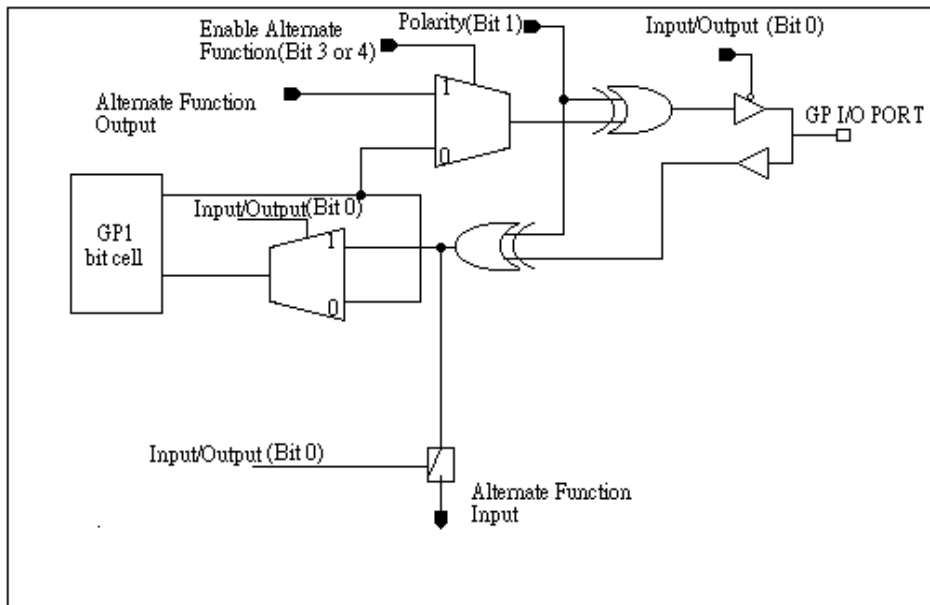 Polarity(Bit 1)
Input/Output (Bit 0)
Enable Alternate
Function(Bit 3 or 4)
1
Alternate Function
Output
GP I/O PORT
0
Input/Output(Bit 0)
GP1
bit cell
1
0
Input/Output (Bit 0)
Alternate Function
Input